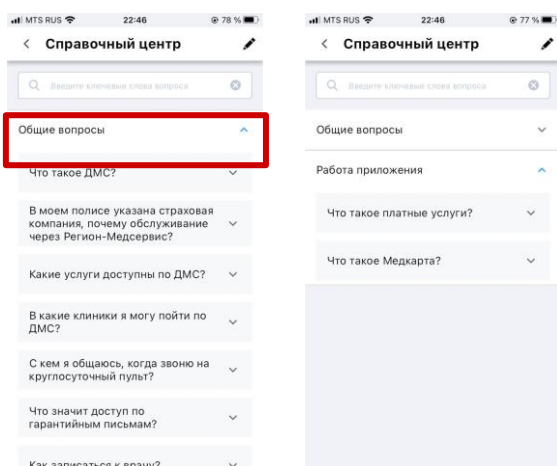 MTS RUS 22:46 78 %
Справочный центр
Введите ключевые слова вопроса
Общие вопросы
Что такое ДМС?
В моем полисе указана страховая
компания, почему обслуживание
через Регион-Медсервис?
Какие услуги доступны по ДМС?
В какие клиники я могу пойти по
ДМС?
С кем я общаюсь, когда звоню на
круглосуточный пульт?
Что значит доступ по
гарантийным письмам?
Как записаться к врачу?
MTS RUS 22:46 77 %
Справочный центр
Введите ключевые слова вопроса
Общие вопросы
Работа приложения
Что такое платные услуги?
Что такое Медкарта?